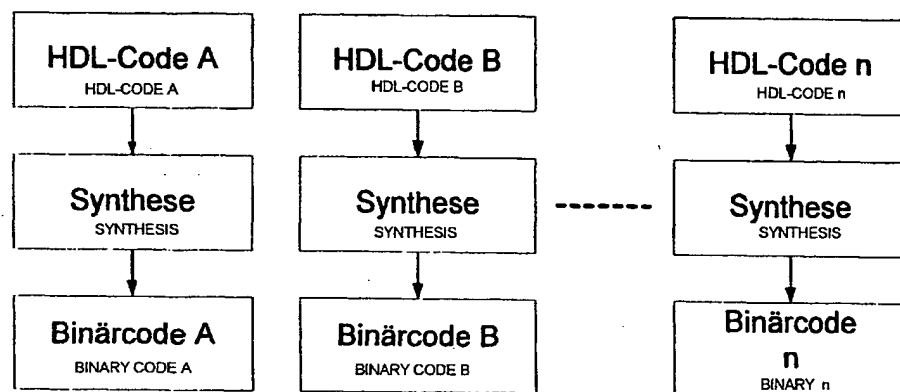 HDL-Code A
HDL-CODE A
HDL-Code B
HDL-CODE B
HDL-Code n
HDL-CODE n
Synthese
SYNTHESIS
Synthese
SYNTHESIS
Synthese
SYNTHESIS
Binärcode A
BINARY CODE A
Binärcode B
BINARY CODE B
Binärcode
n
BINARY n